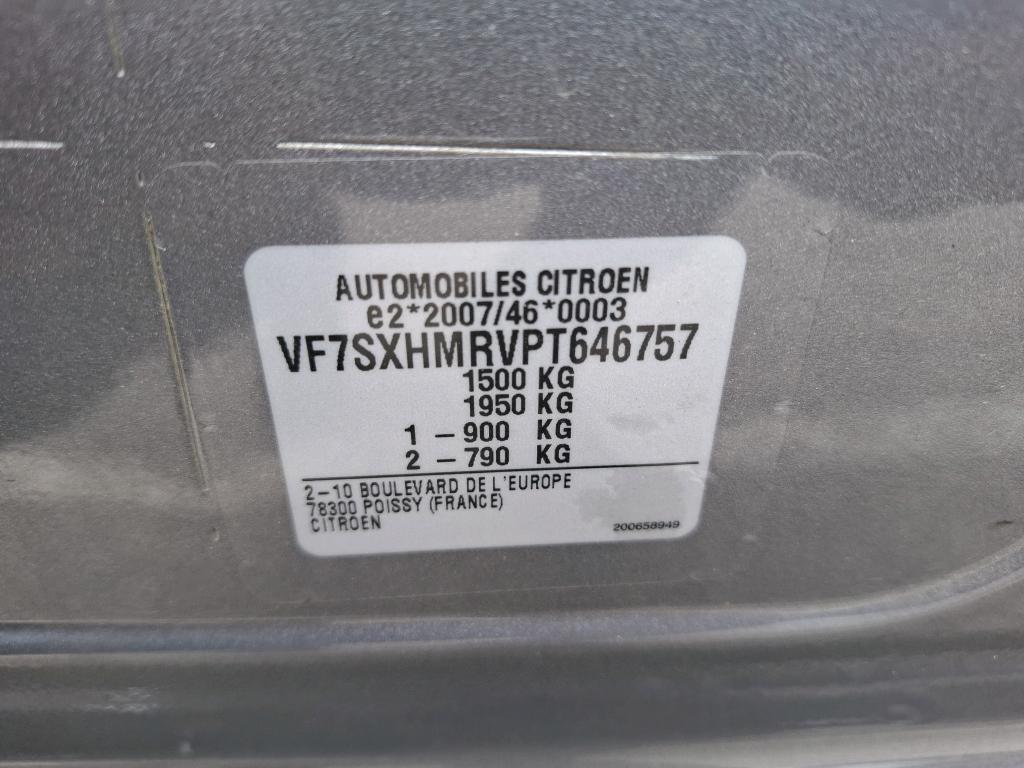 AUTOMOBILES CITROEN
e2*2007/46*0003
VF7SXHMRVPT646757
1500 KG
1950 KG
1 – 900 KG
2 – 790 KG
2–10 BOULEVARD DE L'EUROPE
78300 POISSY (FRANCE)
CITROEN
200658949